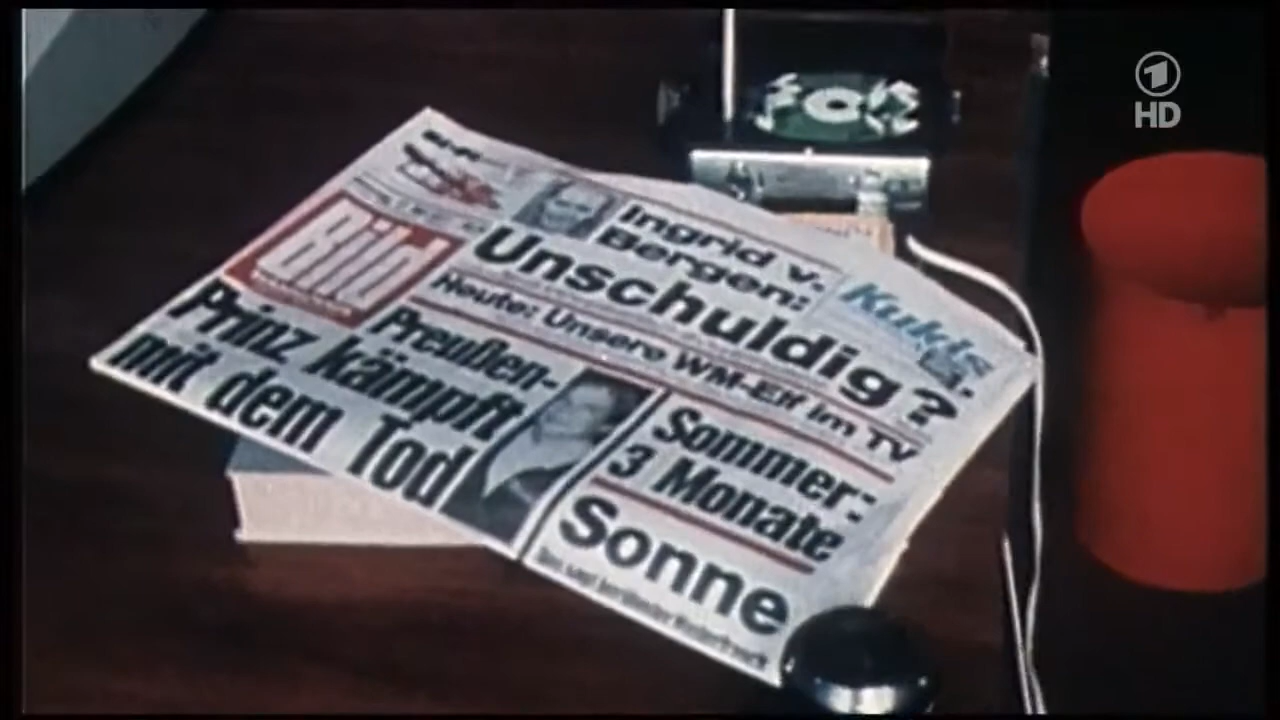 1
HD
Ingrid v.
Bergen:
Unschuldig?
Bild
Heute: Unsere WM-Elf im TV
Preußen-
Prinz kämpft
mit dem Tod
Sommer:
3 Monate
Sonne